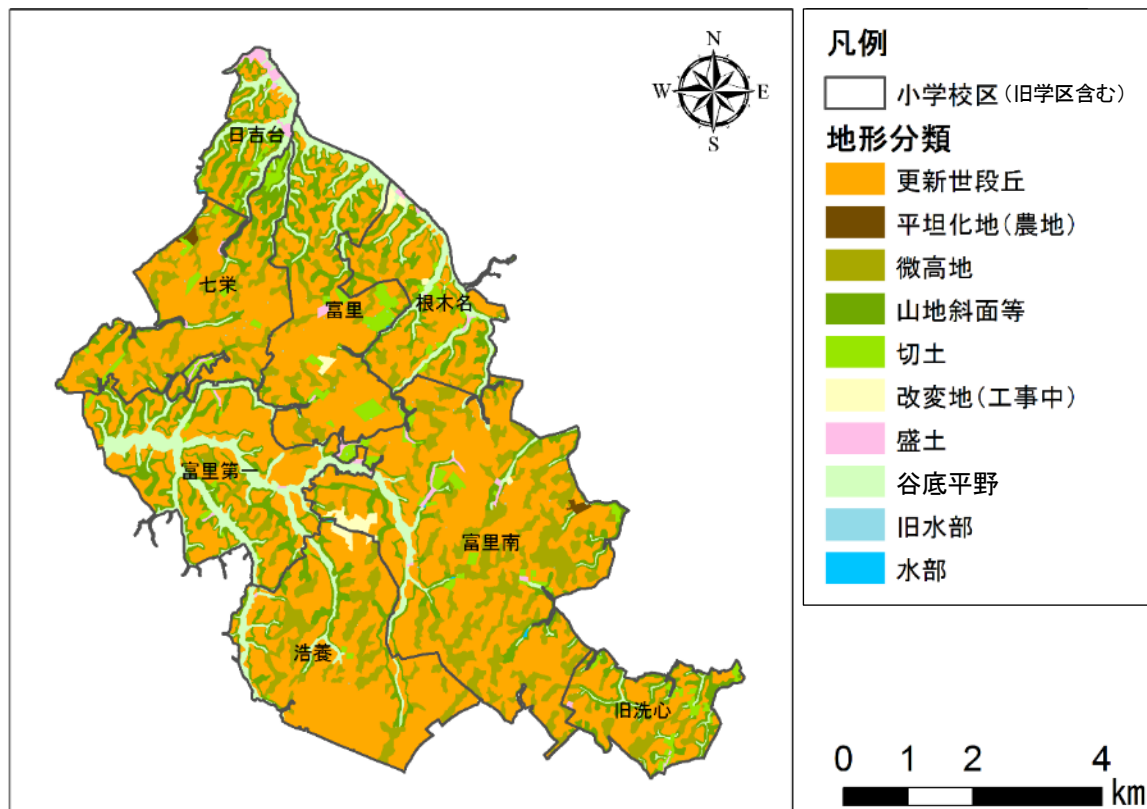 N
W E
S
日吉台
七栄
富里
根木名
富里第一
富里南
浩養
旧洗心
凡例
小学校区(旧学区含む)
地形分類
更新世段丘
平坦化地(農地)
微高地
山地斜面等
切土
改変地(工事中)
盛土
谷底平野
旧水部
水部
0 1 2 4
km